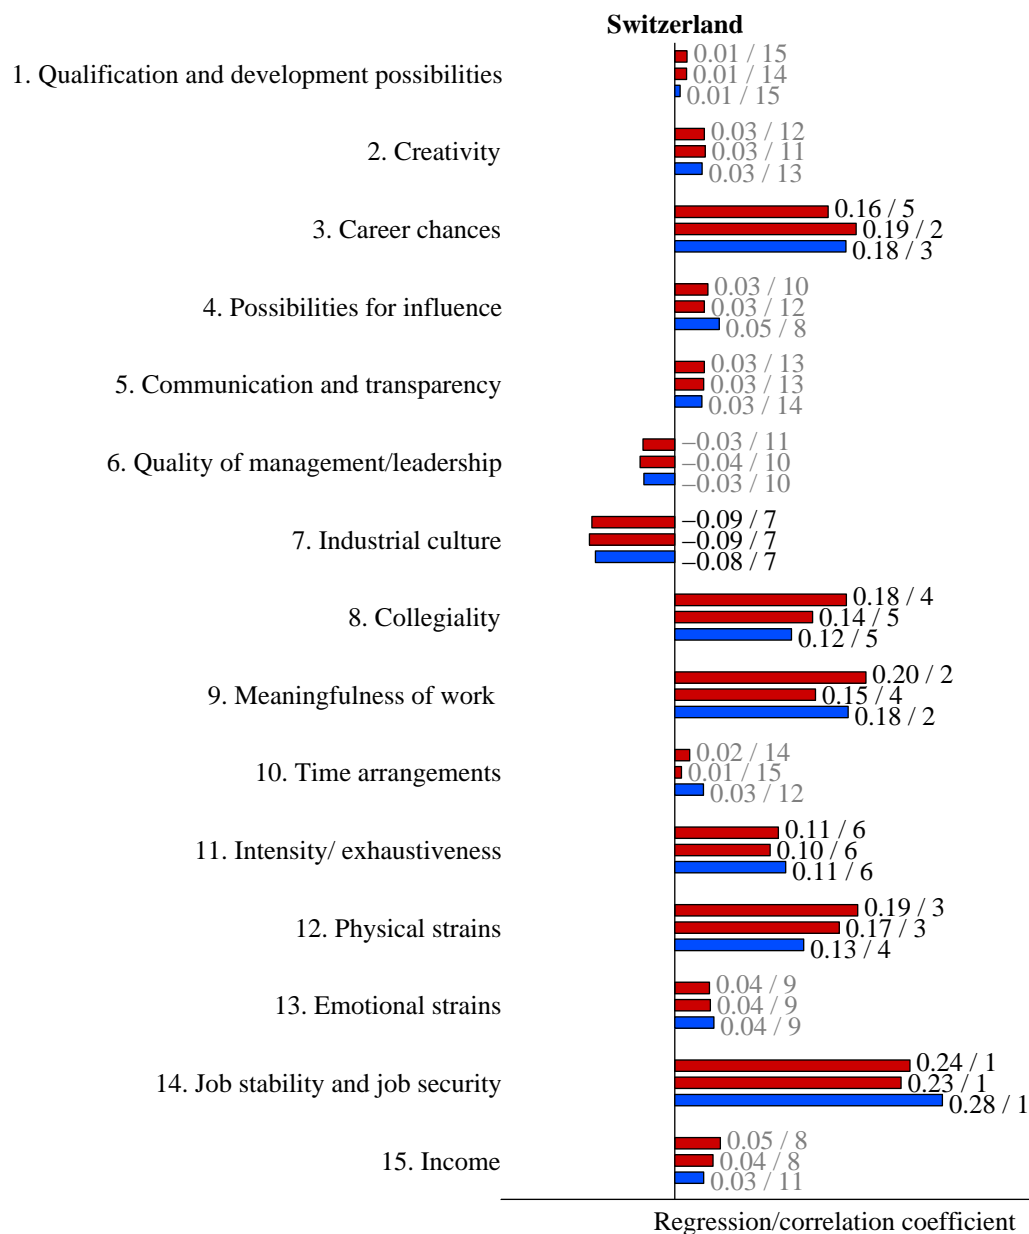 Switzerland
1. Qualification and development possibilities
0.01 / 15
0.01 / 14
0.01 / 15
2. Creativity
0.03 / 12
0.03 / 11
0.03 / 13
3. Career chances
0.16 / 5
0.19 / 2
0.18 / 3
4. Possibilities for influence
0.03 / 10
0.03 / 12
0.05 / 8
5. Communication and transparency
0.03 / 13
0.03 / 13
0.03 / 14
6. Quality of management/leadership
–0.03 / 11
–0.04 / 10
–0.03 / 10
7. Industrial culture
–0.09 / 7
–0.09 / 7
–0.08 / 7
8. Collegiality
0.18 / 4
0.14 / 5
0.12 / 5
9. Meaningfulness of work
0.20 / 2
0.15 / 4
0.18 / 2
10. Time arrangements
0.02 / 14
0.01 / 15
0.03 / 12
11. Intensity/ exhaustiveness
0.11 / 6
0.10 / 6
0.11 / 6
12. Physical strains
0.19 / 3
0.17 / 3
0.13 / 4
13. Emotional strains
0.04 / 9
0.04 / 9
0.04 / 9
14. Job stability and job security
0.24 / 1
0.23 / 1
0.28 / 1
15. Income
0.05 / 8
0.04 / 8
0.03 / 11
Regression/correlation coefficient